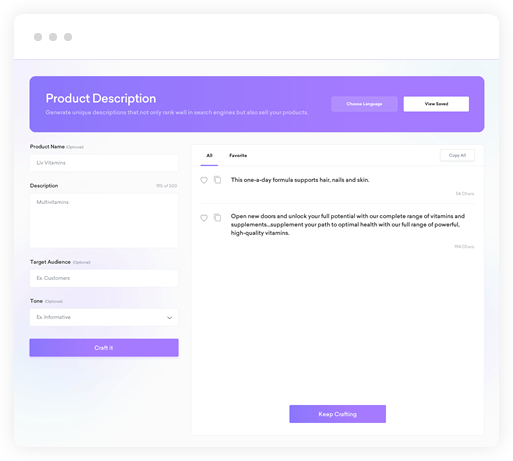 Product Description
Generate unique descriptions that not only rank well in search engines but also sell your products.
Choose Language
View Saved
Product Name (Optional)
Liv Vitamins
Description
500
Multivitamins
Target Audience (Optional)
Ex. Customers
Tone (Optional)
Ex. Informative
Craft it
All
Favorite
Copy All
This one-a-day formula supports hair, nails and skin.
54 Chars
Open new doors and unlock your full potential with our complete range of vitamins and
supplements...supplement your path to optimal health with our full range of powerful,
high-quality vitamins.
194 Chars
Keep Crafting